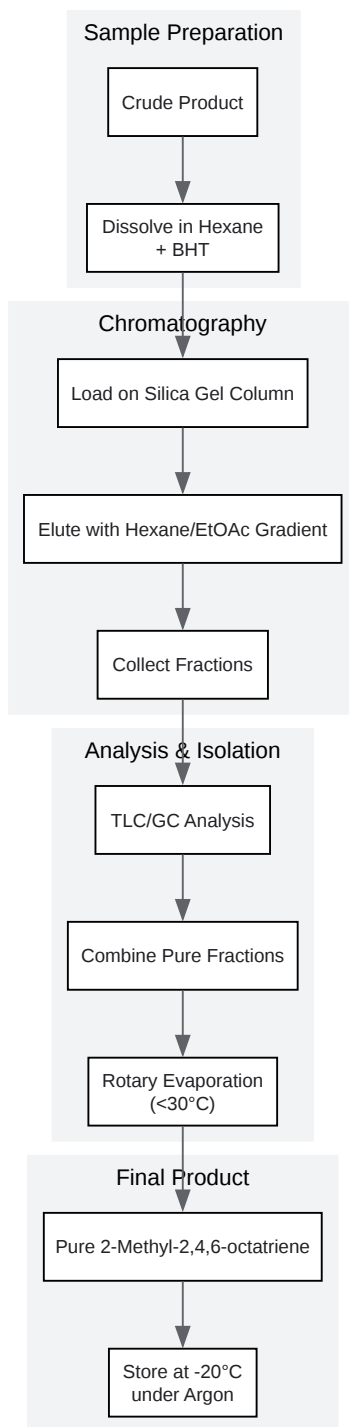 Sample Preparation
Crude Product
Dissolve in Hexane
+ BHT
Chromatography
Load on Silica Gel Column
Elute with Hexane/EtOAc Gradient
Collect Fractions
Analysis & Isolation
TLC/GC Analysis
Combine Pure Fractions
Rotary Evaporation
(<30°C)
Final Product
Pure 2-Methyl-2,4,6-octatriene
Store at -20°C
under Argon